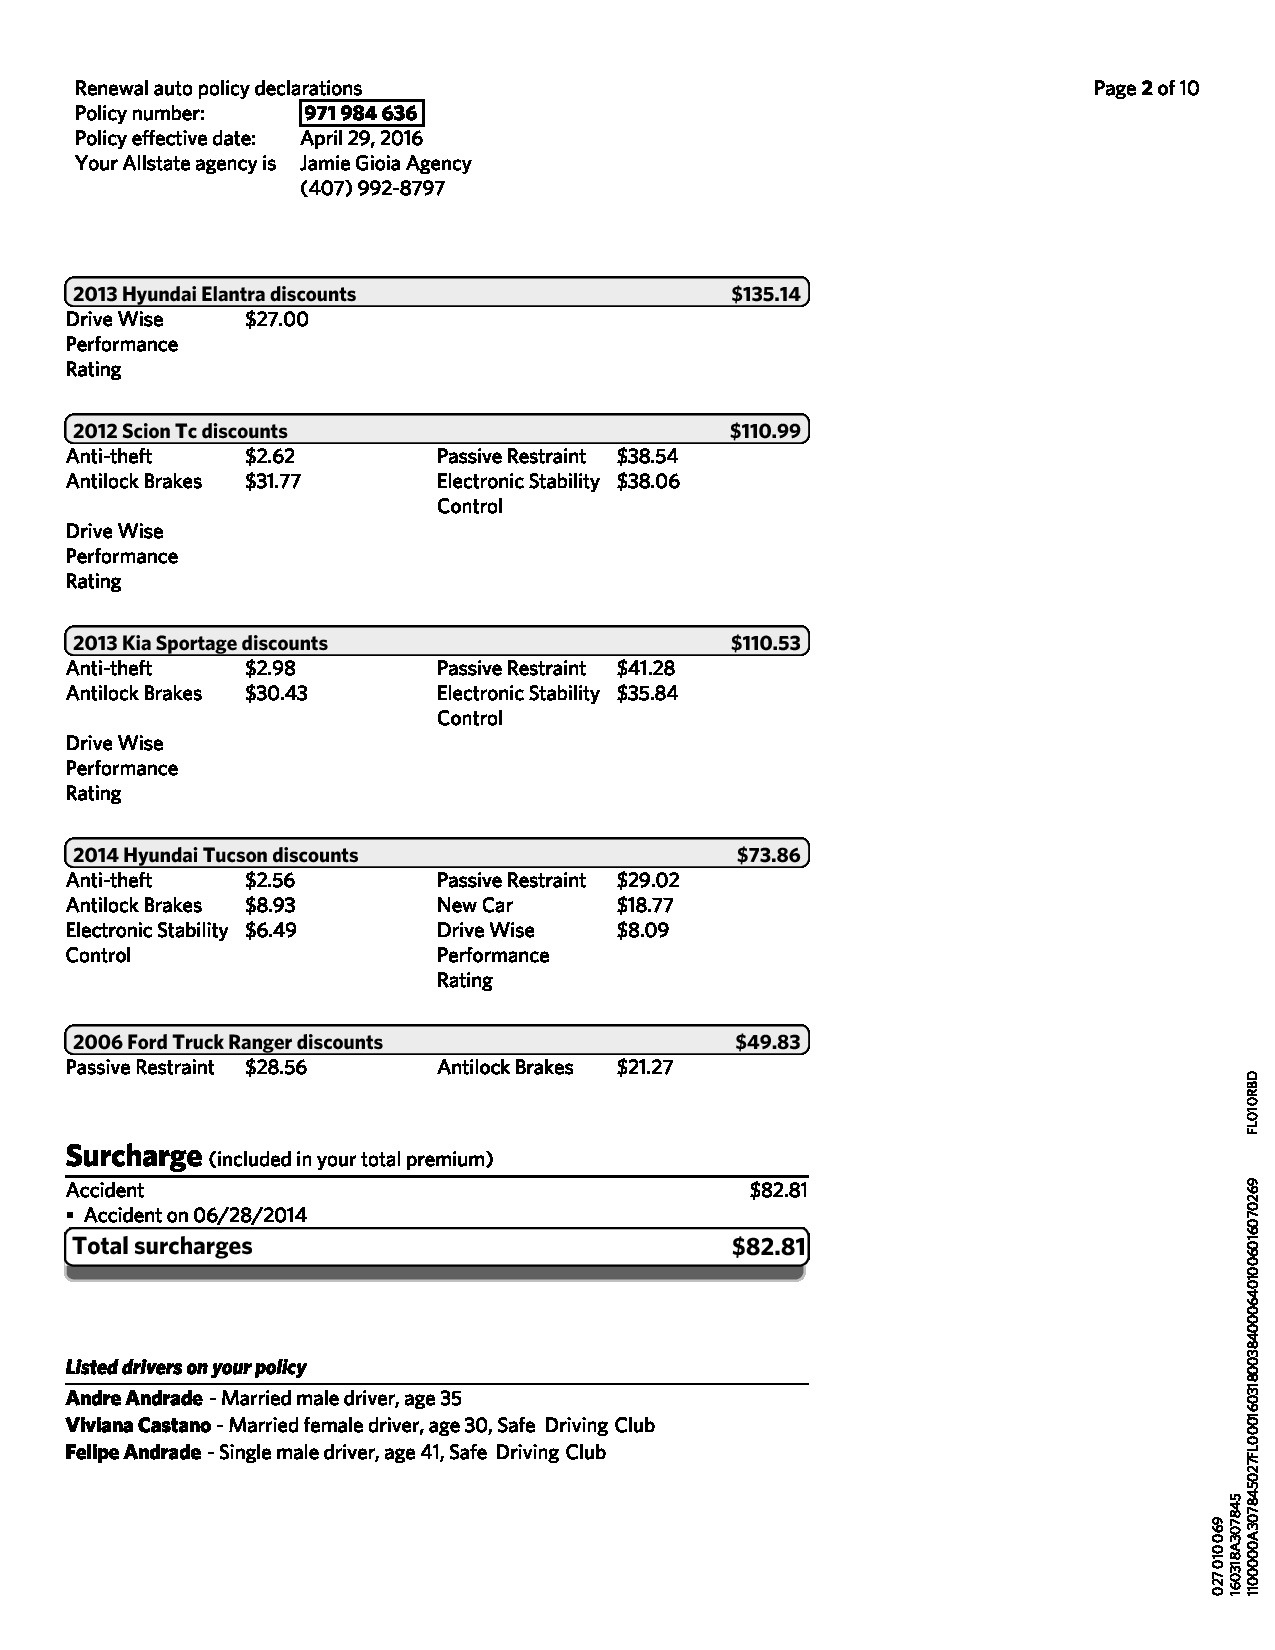 Renewal auto policy declarations
Page 2 of 10
Policy number: 971 984 636
Policy effective date: April 29, 2016
Your Allstate agency is Jamie Gioia Agency
(407) 992-8797
2013 Hyundai Elantra discounts $135.14
Drive Wise $27.00
Performance
Rating
2012 Scion Tc discounts $110.99
Anti-theft $2.62 Passive Restraint $38.54
Antilock Brakes $31.77 Electronic Stability $38.06
Control
Drive Wise
Performance
Rating
2013 Kia Sportage discounts $110.53
Anti-theft $2.98 Passive Restraint $41.28
Antilock Brakes $30.43 Electronic Stability $35.84
Control
Drive Wise
Performance
Rating
2014 Hyundai Tucson discounts $73.86
Anti-theft $2.56 Passive Restraint $29.02
Antilock Brakes $8.93 New Car $18.77
Electronic Stability $6.49 Drive Wise $8.09
Control Performance
Rating
2006 Ford Truck Ranger discounts $49.83
Passive Restraint $28.56 Antilock Brakes $21.27
Surcharge (included in your total premium)
Accident $82.81
▪ Accident on 06/28/2014
Total surcharges $82.81
Listed drivers on your policy
Andre Andrade - Married male driver, age 35
Viviana Castano - Married female driver, age 30, Safe Driving Club
Felipe Andrade - Single male driver, age 41, Safe Driving Club
027 010 069
160318A307845
1100000A307845027FL000160318003840006401006016070269 FL010RBD